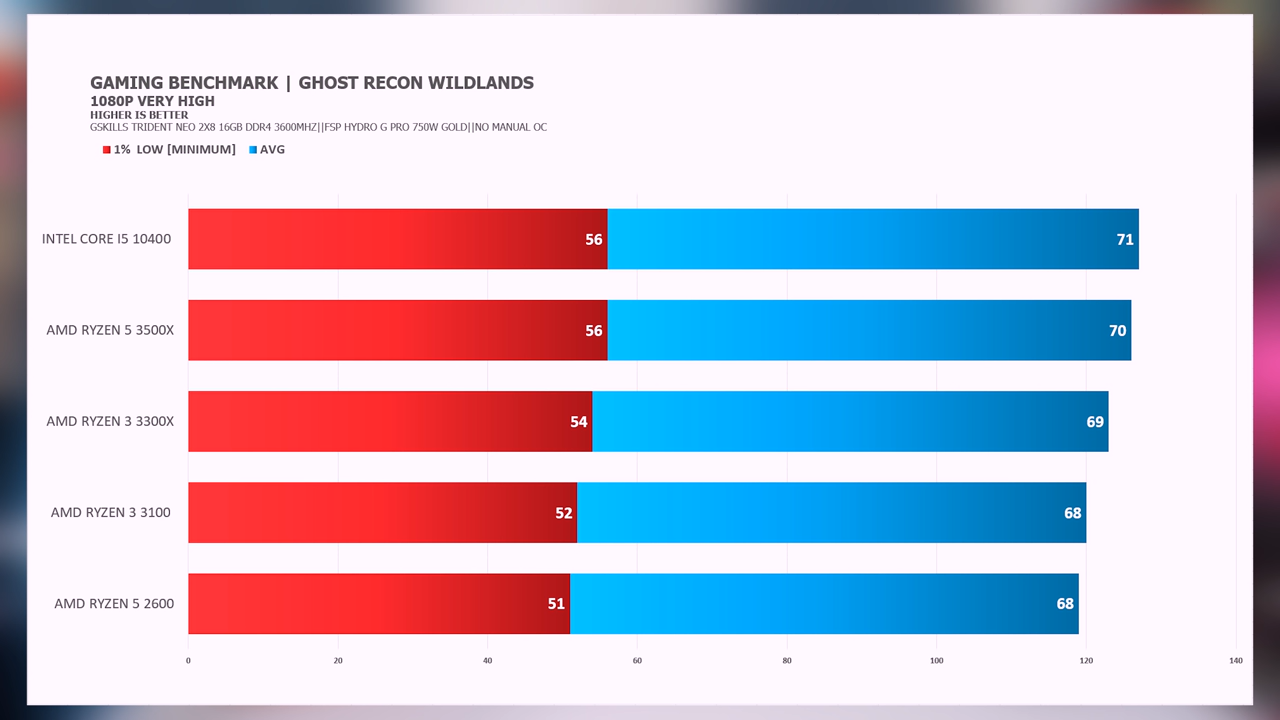 GAMING BENCHMARK | GHOST RECON WILDLANDS
1080P VERY HIGH
HIGHER IS BETTER
GSKILLS TRIDENT NEO 2X8 16GB DDR4 3600MHZ||FSP HYDRO G PRO 750W GOLD||NO MANUAL OC
1% LOW [MINIMUM] AVG
INTEL CORE I5 10400 56 71
AMD RYZEN 5 3500X 56 70
AMD RYZEN 3 3300X 54 69
AMD RYZEN 3 3100 52 68
AMD RYZEN 5 2600 51 68
0 20 40 60 80 100 120 140